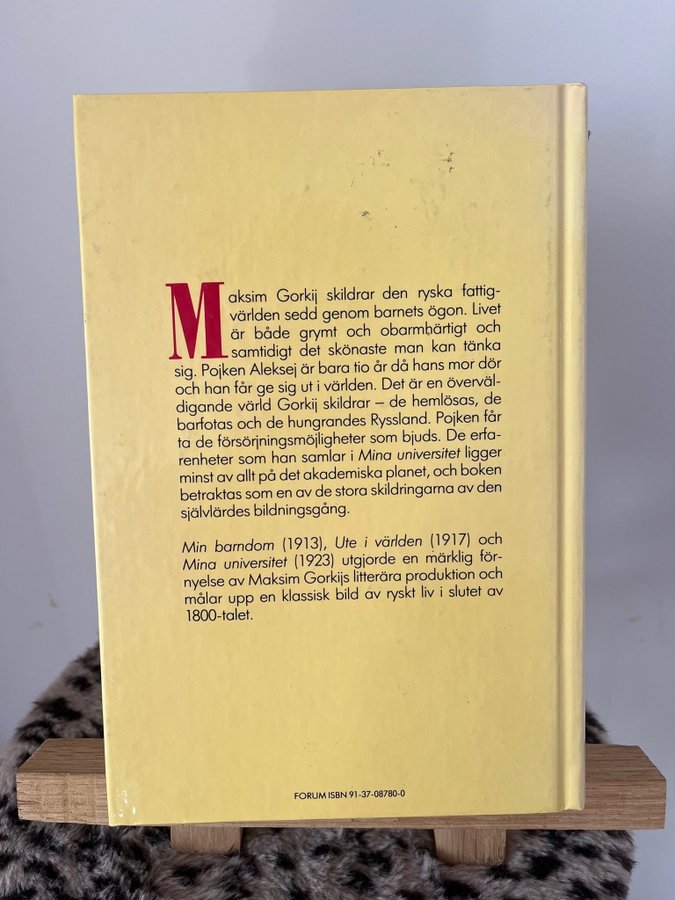 Maksim Gorkij skildrar den ryska fattig-
världen sedd genom barnets ögon. Livet
är både grymt och obarmhärtigt och
samtidigt det skönaste man kan tänka
sig. Pojken Aleksej är bara tio år då hans mor dör
och han får ge sig ut i världen. Det är en överväl-
digande värld Gorkij skildrar – de hemlösas, de
barfotas och de hungrandes Ryssland. Pojken får
ta de försörjningsmöjligheter som bjuds. De erfa-
renheter som han samlar i Mina universitet ligger
minst av allt på det akademiska planet, och boken
betraktas som en av de stora skildringarna av den
självlärdes bildningsgång.
Min barndom (1913), Ute i världen (1917) och
Mina universitet (1923) utgjorde en märklig för-
nyelse av Maksim Gorkijs litterära produktion och
målar upp en klassisk bild av ryskt liv i slutet av
1800-talet.
FORUM ISBN 91-37-08780-0